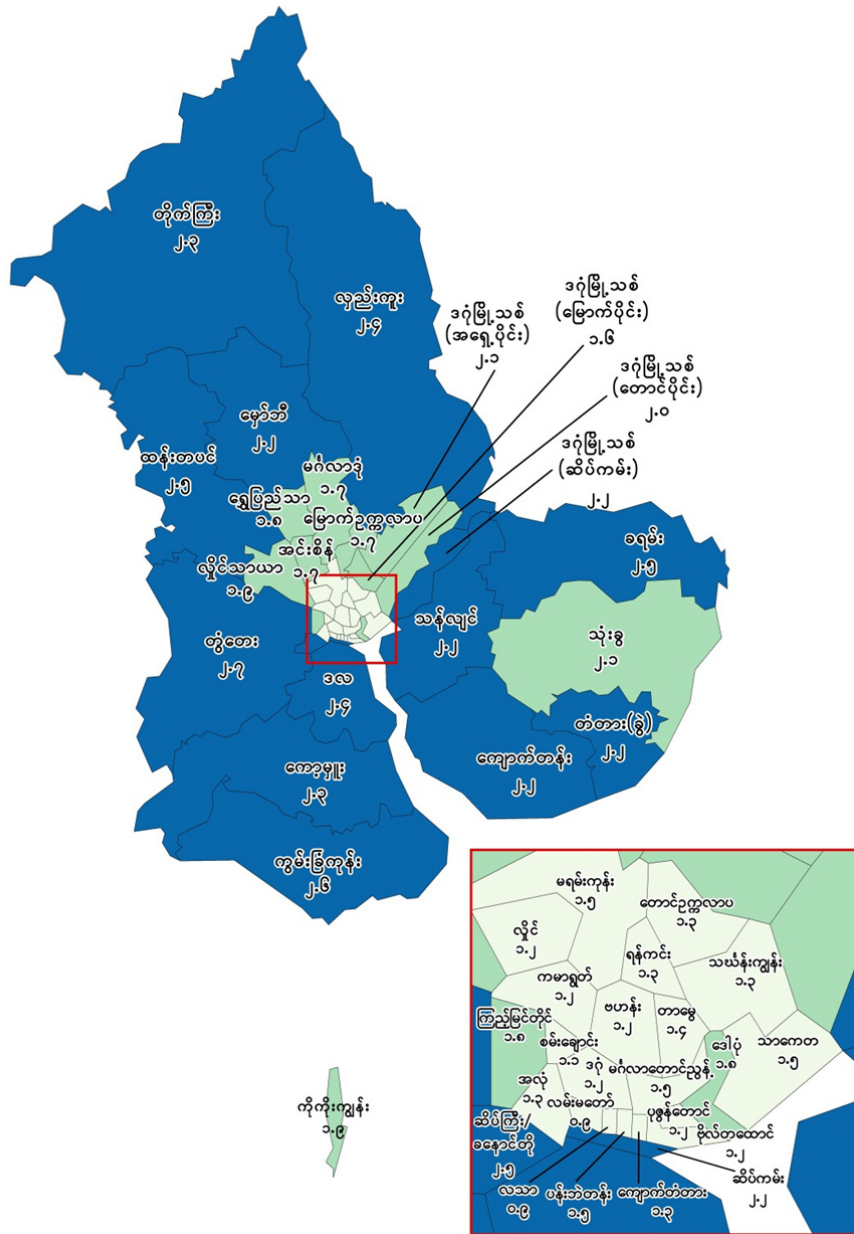 တိုက်ကြီး
၂.၃
လှည်းကူး
၂.၄
ဒဂုံမြို့သစ်
(အရှေ့ပိုင်း)
၂.၁
ဒဂုံမြို့သစ်
(မြောက်ပိုင်း)
၁.၆
ဒဂုံမြို့သစ်
(တောင်ပိုင်း)
၂.၀
ဒဂုံမြို့သစ်
(ဆိပ်ကမ်း)
၂.၂
မှော်ဘီ
၂.၂
ထန်းတပင်
၂.၅
မင်္ဂလာဒုံ
၁.၇
ရွှေပြည်သာ
၁.၈
မြောက်ဥက္ကလာပ
၁.၇
အင်းစိန်
၁.၇
လှိုင်သာယာ
၁.၉
ခရမ်း
၂.၅
သုံးခွ
၂.၁
သန်လျင်
၂.၂
တွံတေး
၂.၇
ဒလ
၂.၄
တံတား(ခွဲ)
၂.၂
ကျောက်တန်း
၂.၂
ကော့မှူး
၂.၃
ကွမ်းခြံကုန်း
၂.၆
ကိုကိုးကျွန်း
၁.၉
မရမ်းကုန်း
၁.၅
တောင်ဥက္ကလာပ
၁.၃
လှိုင်
၁.၂
ရန်ကင်း
၁.၃
သင်္ဃန်းကျွန်း
၁.၃
ကမာရွတ်
၁.၂
ဗဟန်း
၁.၂
တာမွေ
၁.၄
ကြည့်မြင်တိုင်
၁.၈
စမ်းချောင်း
၁.၁
ဒေါပုံ
၁.၈
သာကေတ
၁.၅
ဒဂုံ
၁.၂
မင်္ဂလာတောင်ညွန့်
၁.၅
အလုံ
၁.၃
လမ်းမတော်
၀.၉
ပုဇွန်တောင်
၁.၂
ဗိုလ်တထောင်
၁.၂
ဆိပ်ကြီး/
ခနောင်တို
၂.၅
လသာ
၀.၉
ပန်းဘဲတန်း
၁.၅
ကျောက်တံတား
၁.၃
ဆိပ်ကမ်း
၂.၂